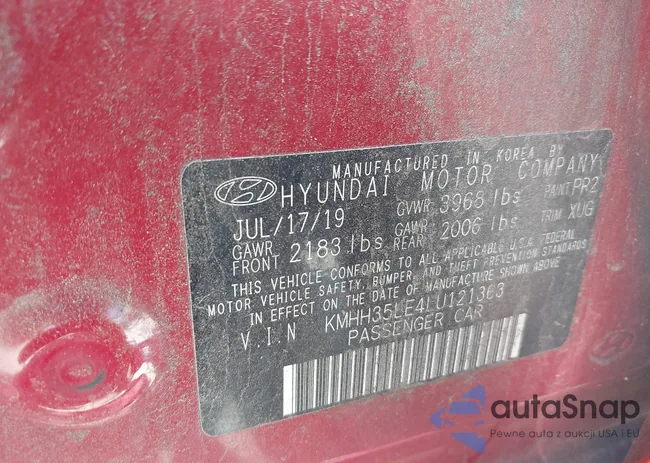 MANUFACTURED IN KOREA BY
HYUNDAI MOTOR COMPANY
JUL/17/19 GVWR 3968 lbs PAINT PR2
GAWR FRONT 2183 lbs GAWR REAR 2006 lbs TRIM XUG
THIS VEHICLE CONFORMS TO ALL APPLICABLE U.S.A. FEDERAL
MOTOR VEHICLE SAFETY, BUMPER, AND THEFT PREVENTION STANDARDS
IN EFFECT ON THE DATE OF MANUFACTURE SHOWN ABOVE
V.I.N KMHH35LE4LU121363
PASSENGER CAR
autaSnap
Pewne auta z aukcji USA i EU